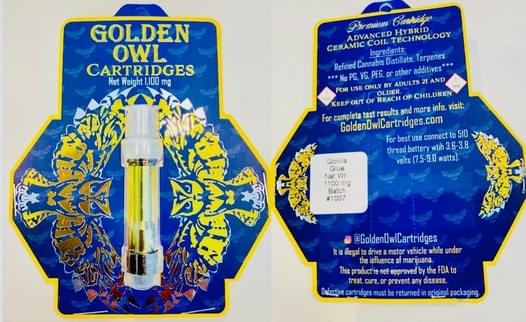 GOLDEN
OWL
CARTRIDGES
Net Weight 1,100 mg
Premium Cartridge
ADVANCED HYBRID
CERAMIC COIL TECHNOLOGY
Ingredients:
Refined Cannabis Distillate, Terpenes
*** No PG, VG, PEG, or other additives***
FOR USE ONLY BY ADULTS 21 AND
OLDER
KEEP OUT OF REACH OF CHILDREN
For complete test results and more info. visit:
GoldenOwlCartridges.com
For best use connect to 510
thread battery wtih 3.6-3.8
volts (7.5-9.0 watts).
Gorilla
Glue
Net Wt.
1100 mg
Batch
#1007
@GoldenOwlCartridges
It is illegal to drive a motor vehicle while under
the influence of marijuana.
This product is not approved by the FDA to
treat, cure, or prevent any disease.
Defective cartridges must be returned in original packaging.